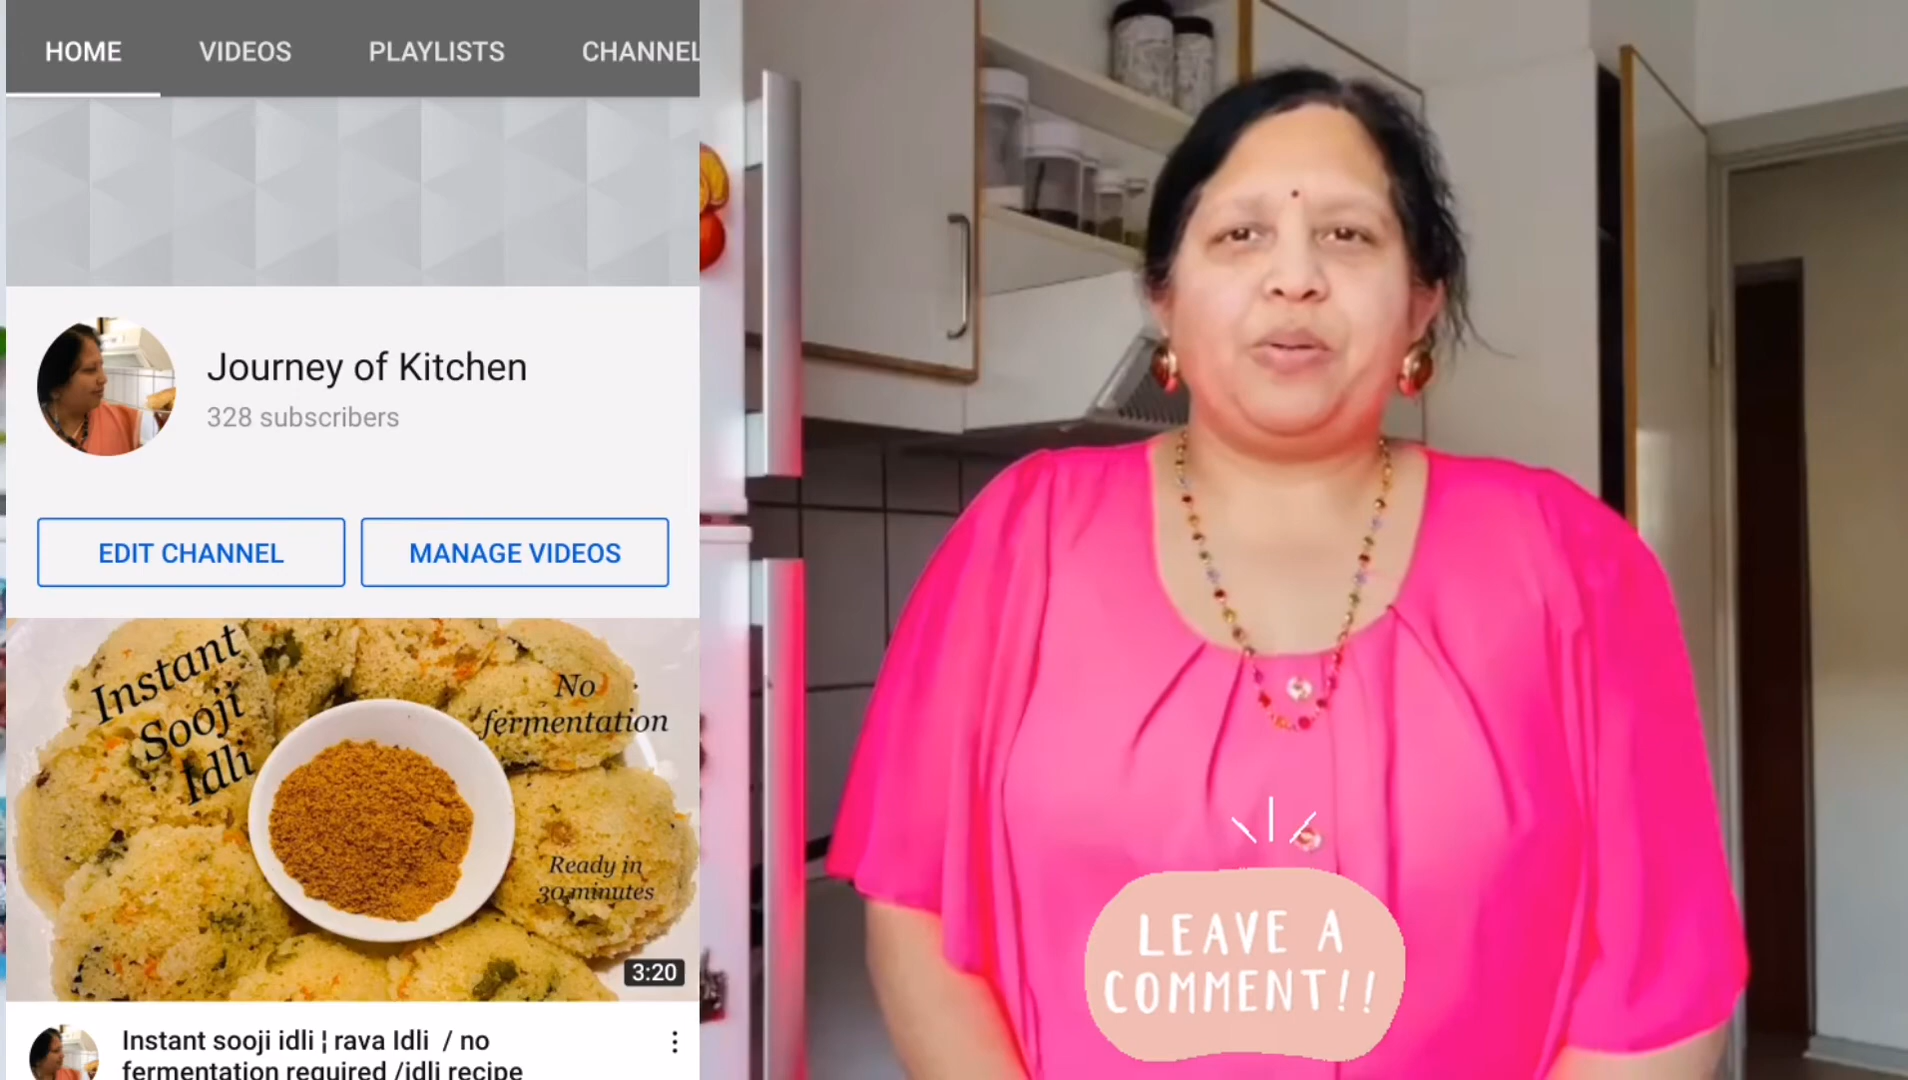 HOME VIDEOS PLAYLISTS CHANNEL
Journey of Kitchen
328 subscribers
EDIT CHANNEL MANAGE VIDEOS
Instant
Sooji
Idli
No
fermentation
Ready in
30 minutes
3:20
Instant sooji idli ¦ rava Idli / no
fermentation required /idli recipe
LEAVE A
COMMENT!!